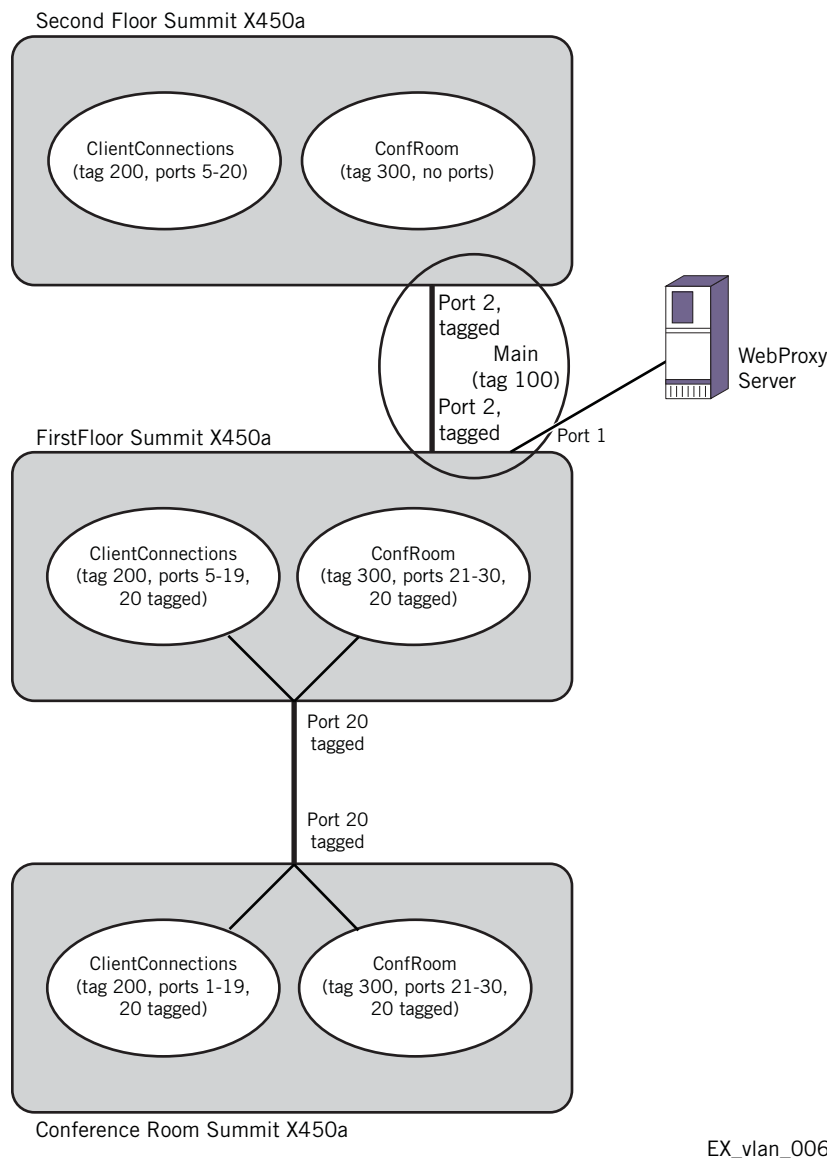 Second Floor Summit X450a
ClientConnections
(tag 200, ports 5-20)
ConfRoom
(tag 300, no ports)
Port 2,
tagged
Main
(tag 100)
Port 2,
tagged
WebProxy
Server
Port 1
FirstFloor Summit X450a
ClientConnections
(tag 200, ports 5-19,
20 tagged)
ConfRoom
(tag 300, ports 21-30,
20 tagged)
Port 20
tagged
Port 20
tagged
ClientConnections
(tag 200, ports 1-19,
20 tagged)
ConfRoom
(tag 300, ports 21-30,
20 tagged)
Conference Room Summit X450a
EX_vlan_006